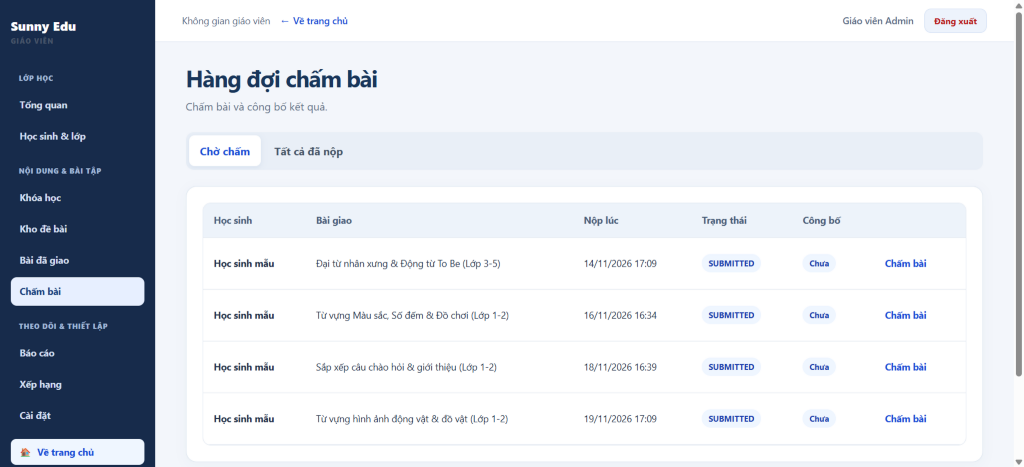 Sunny Edu
GIÁO VIÊN
LỚP HỌC
Tổng quan
Học sinh & lớp
NỘI DUNG & BÀI TẬP
Khóa học
Kho đề bài
Bài đã giao
Chấm bài
THEO DÕI & THIẾT LẬP
Báo cáo
Xếp hạng
Cài đặt
Về trang chủ
Không gian giáo viên ← Về trang chủ Giáo viên Admin Đăng xuất
Hàng đợi chấm bài
Chấm bài và công bố kết quả.
Chờ chấm Tất cả đã nộp
Học sinh Bài giao Nộp lúc Trạng thái Công bố
Học sinh mẫu Đại từ nhân xưng & Động từ To Be (Lớp 3-5) 14/11/2026 17:09 SUBMITTED Chưa Chấm bài
Học sinh mẫu Từ vựng Màu sắc, Số đếm & Đồ chơi (Lớp 1-2) 16/11/2026 16:34 SUBMITTED Chưa Chấm bài
Học sinh mẫu Sắp xếp câu chào hỏi & giới thiệu (Lớp 1-2) 18/11/2026 16:39 SUBMITTED Chưa Chấm bài
Học sinh mẫu Từ vựng hình ảnh động vật & đồ vật (Lớp 1-2) 19/11/2026 17:09 SUBMITTED Chưa Chấm bài